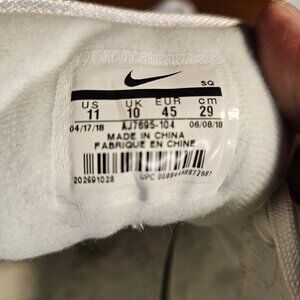 SQ
US UK EUR cm
11 10 45 29
04/17/18 AJ7695-104 06/08/18
MADE IN CHINA
FABRIQUE EN CHINE
202691028
UPC